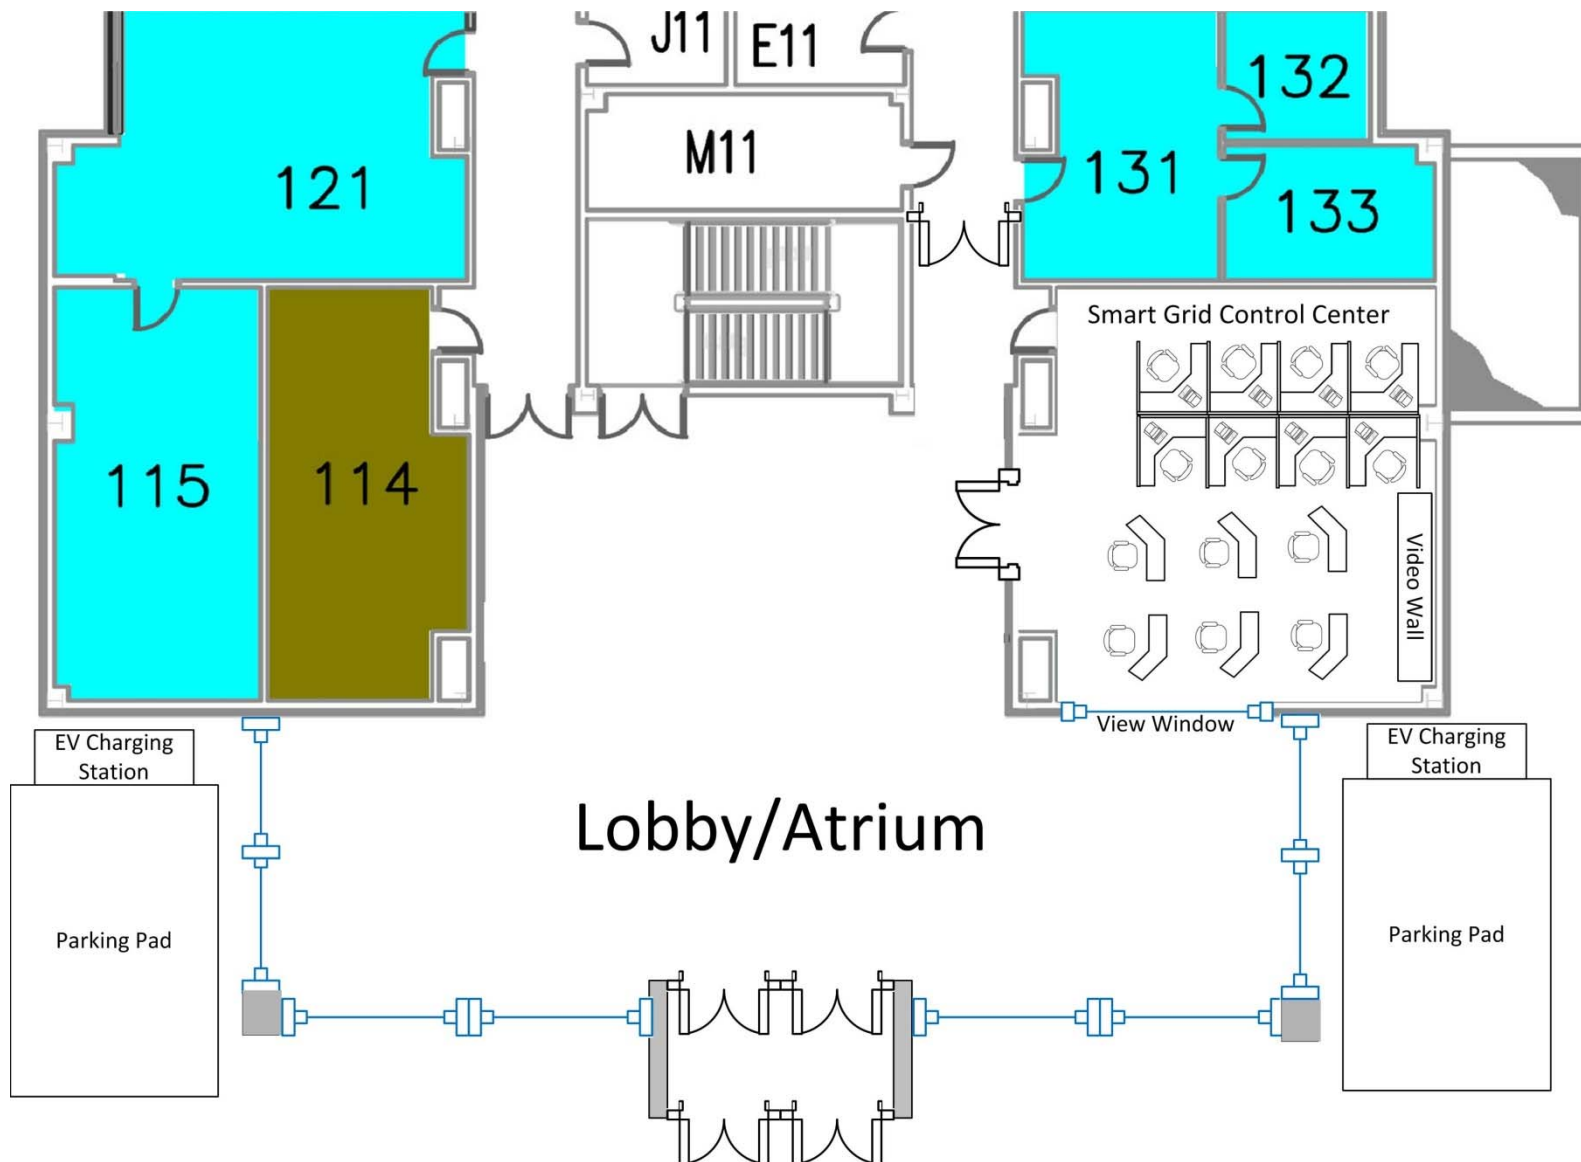 J11
E11
132
M11
131
121
133
Smart Grid Control Center
115
114
Video Wall
View Window
EV Charging
Station
EV Charging
Station
Lobby/Atrium
Parking Pad
Parking Pad